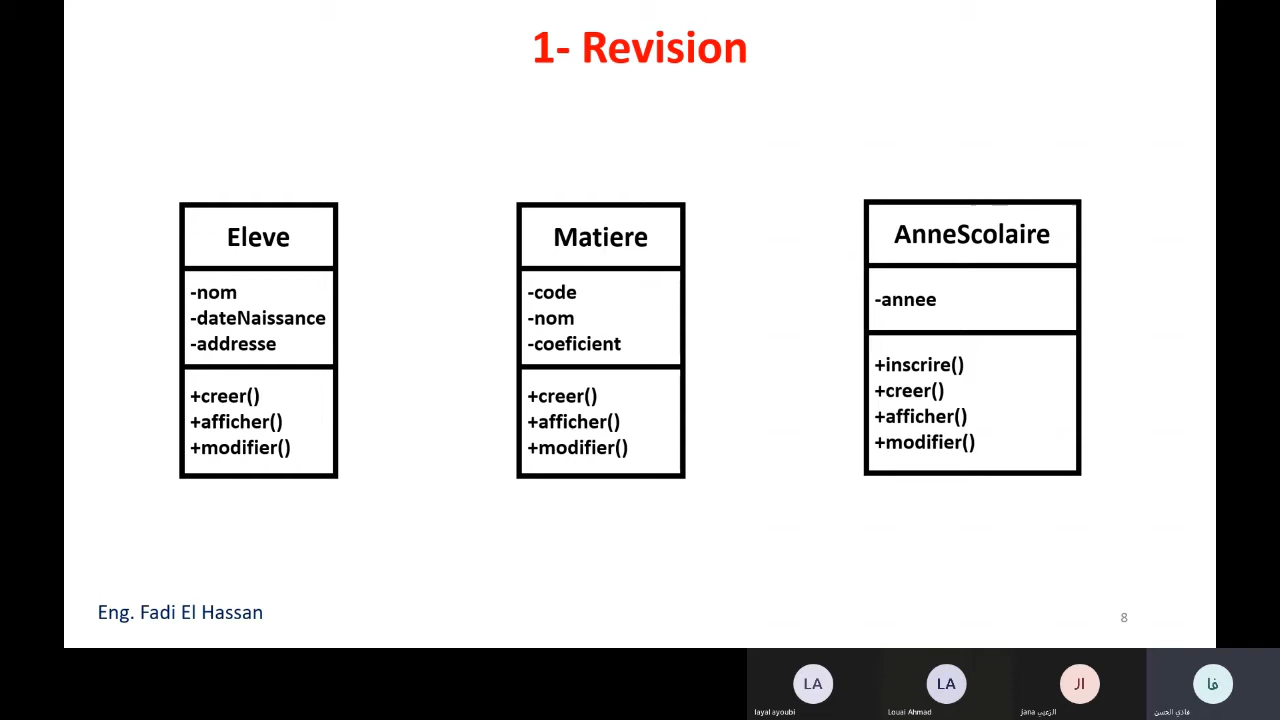 1- Revision
Eleve
-nom
-dateNaissance
-addresse
+creer()
+afficher()
+modifier()
Matiere
-code
-nom
-coeficient
+creer()
+afficher()
+modifier()
AnneScolaire
-annee
+inscrire()
+creer()
+afficher()
+modifier()
Eng. Fadi El Hassan
8
LA
layal ayoubi
LA
Louai Ahmad
ال
jana الزعبي
فا
فادي الحسن